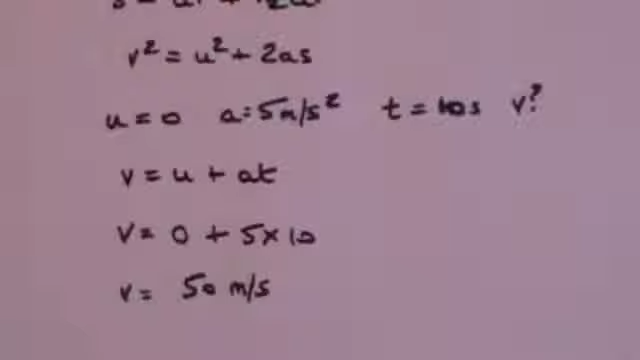 v² = u² + 2as
u = 0 a = 5m/s² t = 10s v?
v = u + at
v = 0 + 5 × 10
v = 50 m/s